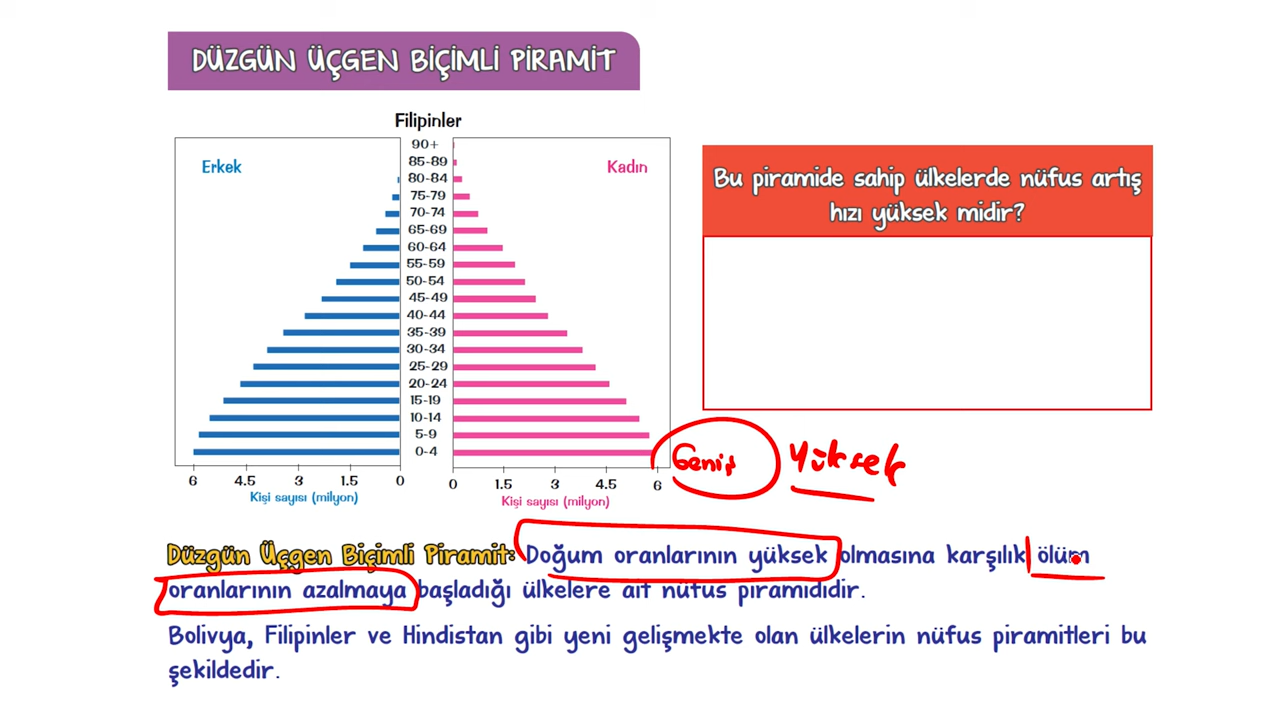 DÜZGÜN ÜÇGEN BİÇİMLİ PİRAMİT
Filipinler
Erkek
Kadın
90+
85-89
80-84
75-79
70-74
65-69
60-64
55-59
50-54
45-49
40-44
35-39
30-34
25-29
20-24
15-19
10-14
5-9
0-4
6 4.5 3 1.5 0
0 1.5 3 4.5 6
Kişi sayısı (milyon)
Kişi sayısı (milyon)
Bu piramide sahip ülkelerde nüfus artış
hızı yüksek midir?
Geniş
Yüksek
Düzgün Üçgen Biçimli Piramit: Doğum oranlarının yüksek olmasına karşılık ölüm
oranlarının azalmaya başladığı ülkelere ait nüfus piramididir.
Bolivya, Filipinler ve Hindistan gibi yeni gelişmekte olan ülkelerin nüfus piramitleri bu
şekildedir.